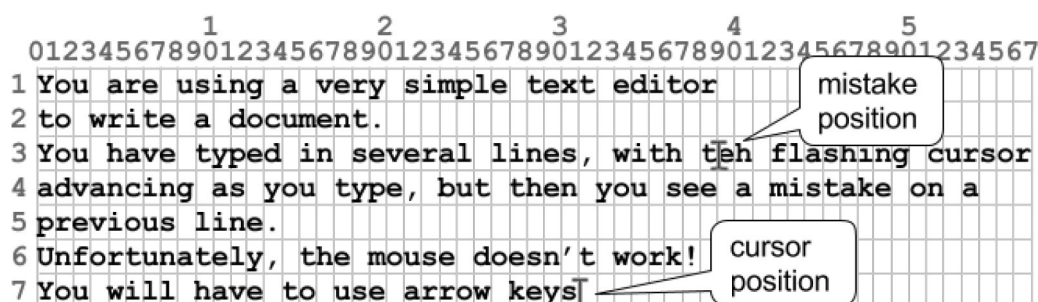 1 2 3 4 5
0123456789012345678901234567890123456789012345678901234567
1 You are using a very simple text editor
mistake position
2 to write a document.
3 You have typed in several lines, with teh flashing cursor
4 advancing as you type, but then you see a mistake on a
5 previous line.
6 Unfortunately, the mouse doesn't work!
cursor position
7 You will have to use arrow keys